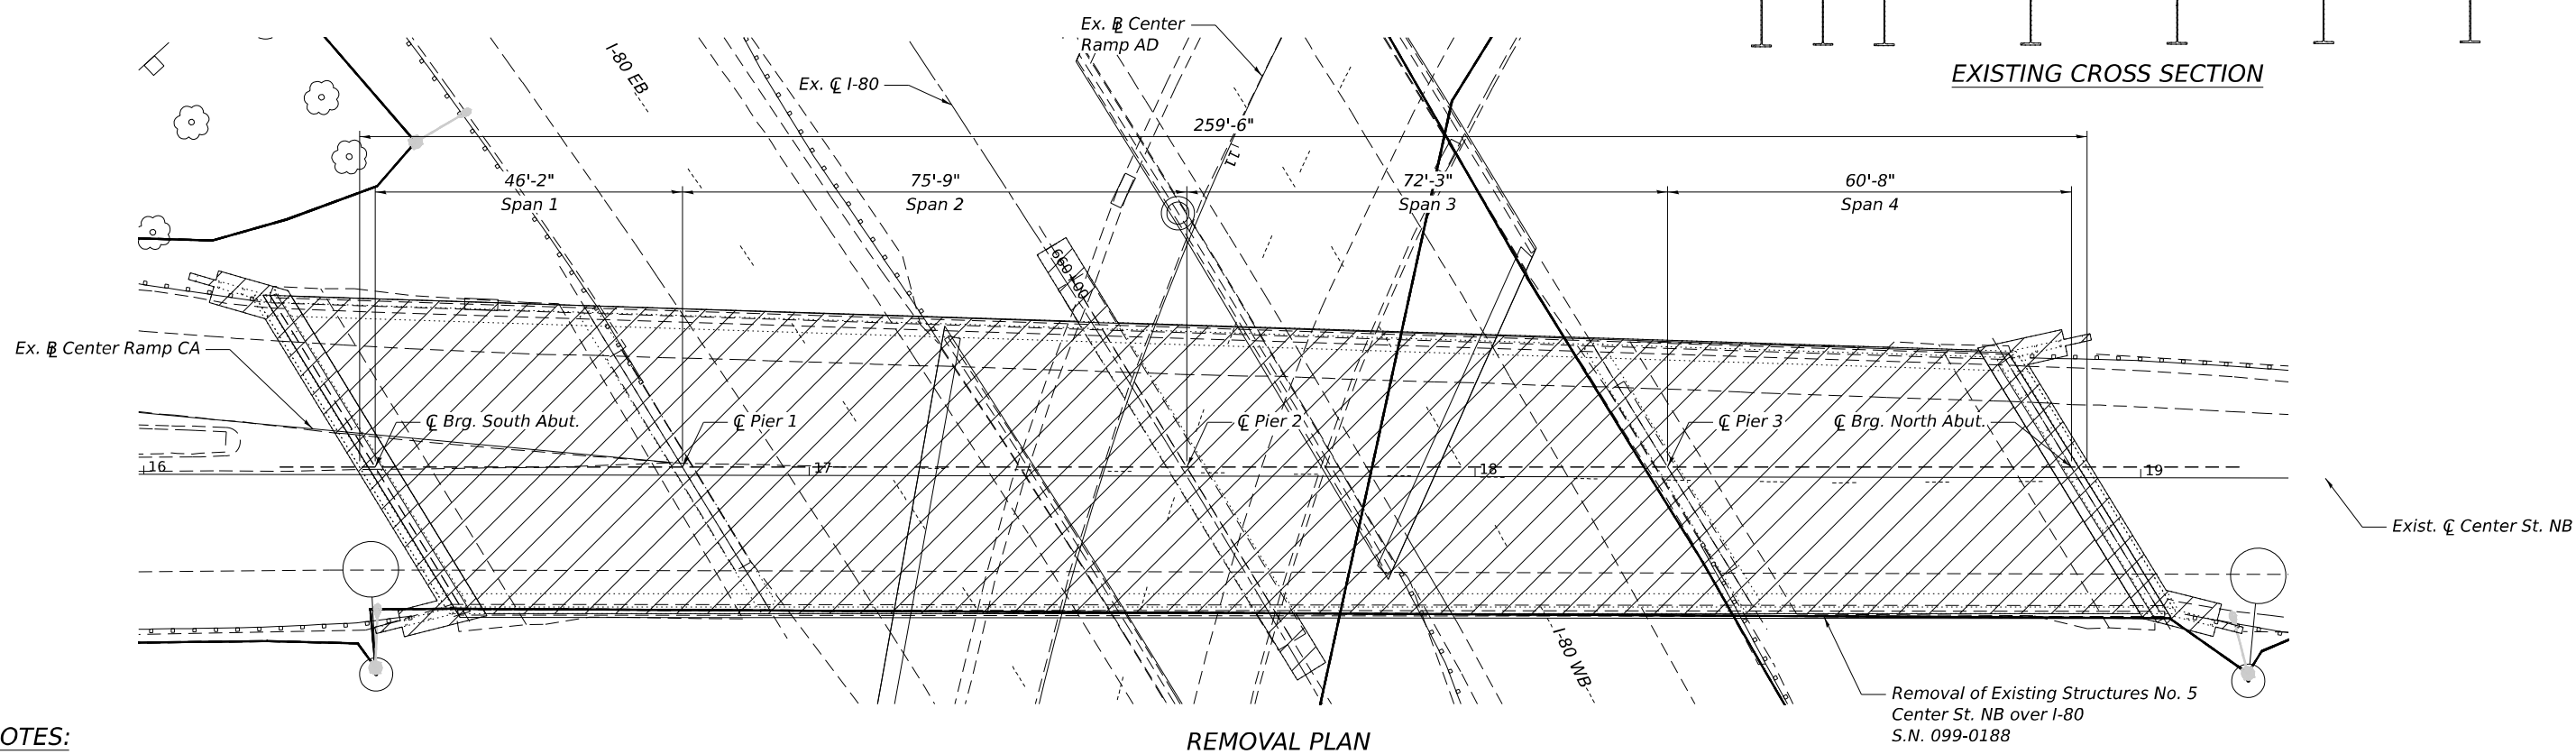 Ex. B Center
Ramp AD
EXISTING CROSS SECTION
I-80 EB
Ex. ℄ I-80
259'-6"
11
46'-2"
75'-9"
72'-3"
60'-8"
Span 1
Span 2
Span 3
Span 4
660+00
Ex. B Center Ramp CA
℄ Brg. South Abut.
℄ Pier 1
℄ Pier 2
℄ Pier 3
℄ Brg. North Abut.
16
17
18
19
Exist. ℄ Center St. NB
I-80 WB
Removal of Existing Structures No. 5
Center St. NB over I-80
S.N. 099-0188
OTES:
REMOVAL PLAN